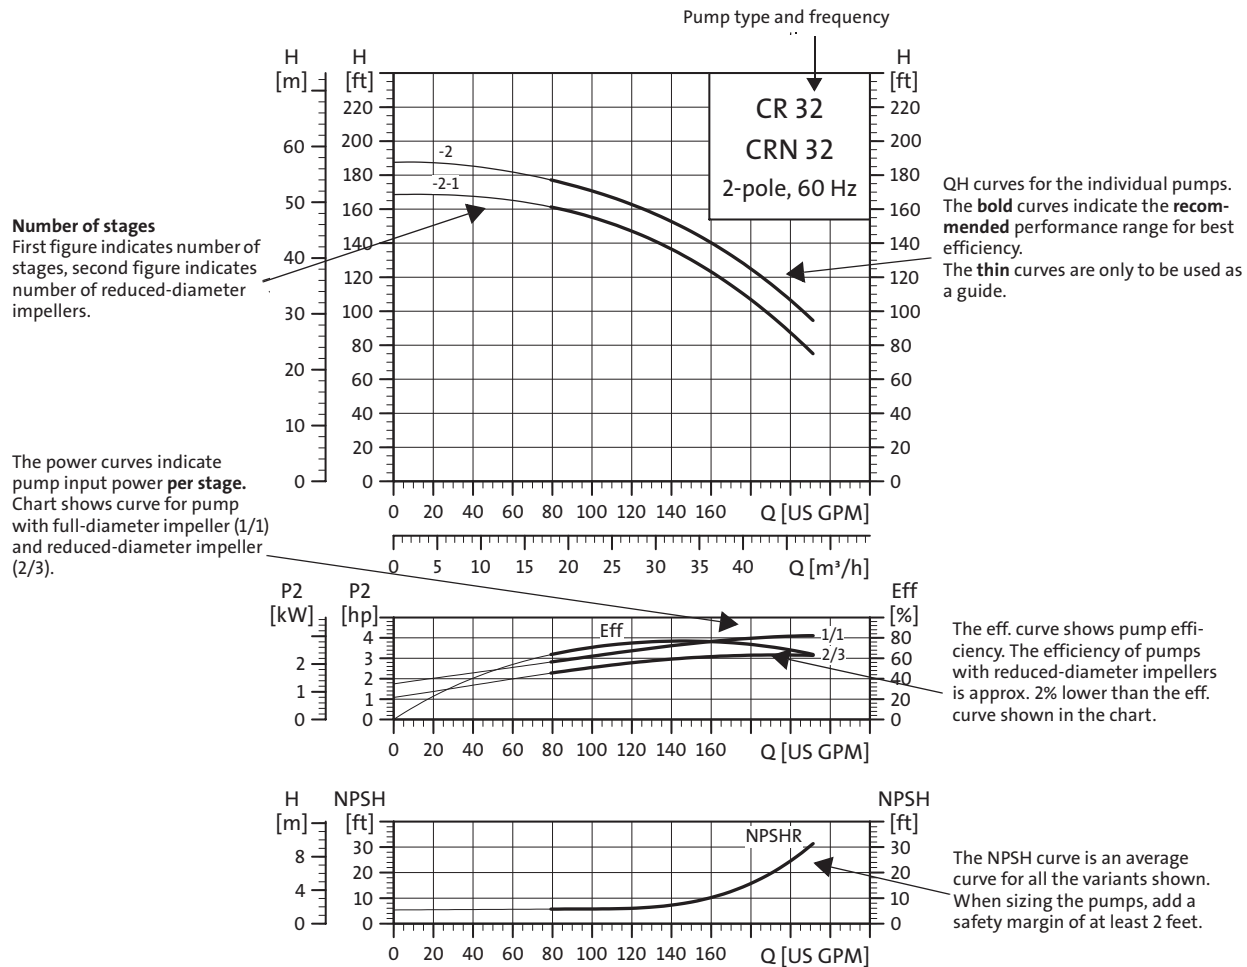 Pump type and frequency
H
[m]
H
[ft]
H
[ft]
CR 32
CRN 32
2-pole, 60 Hz
60
50
40
30
20
10
0
220
200
180
160
140
120
100
80
60
40
20
0
-2
-2-1
220
200
180
160
140
120
100
80
60
40
20
0
0 20 40 60 80 100 120 140 160 Q [US GPM]
0 5 10 15 20 25 30 35 40 Q [m³/h]
Number of stages
First figure indicates number of
stages, second figure indicates
number of reduced-diameter
impellers.
QH curves for the individual pumps.
The bold curves indicate the recom-
mended performance range for best
efficiency.
The thin curves are only to be used as
a guide.
The power curves indicate
pump input power per stage.
Chart shows curve for pump
with full-diameter impeller (1/1)
and reduced-diameter impeller
(2/3).
P2
[kW]
P2
[hp]
Eff
[%]
2
1
0
4
3
2
1
0
Eff
1/1
2/3
80
60
40
20
0
0 20 40 60 80 100 120 140 160 Q [US GPM]
The eff. curve shows pump effi-
ciency. The efficiency of pumps
with reduced-diameter impellers
is approx. 2% lower than the eff.
curve shown in the chart.
H
[m]
NPSH
[ft]
NPSH
[ft]
8
4
0
30
20
10
0
NPSHR
30
20
10
0
0 20 40 60 80 100 120 140 160 Q [US GPM]
The NPSH curve is an average
curve for all the variants shown.
When sizing the pumps, add a
safety margin of at least 2 feet.